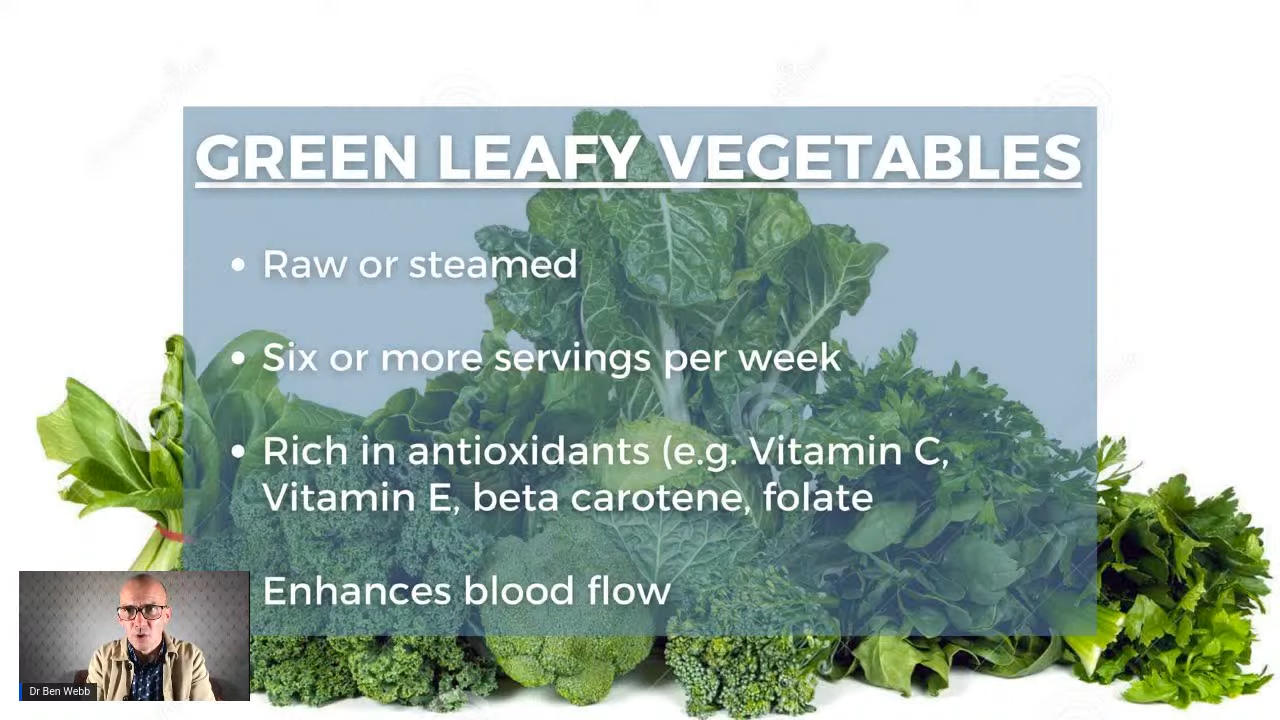 GREEN LEAFY VEGETABLES
• Raw or steamed
• Six or more servings per week
• Rich in antioxidants (e.g. Vitamin C,
Vitamin E, beta carotene, folate
Enhances blood flow
Dr Ben Webb